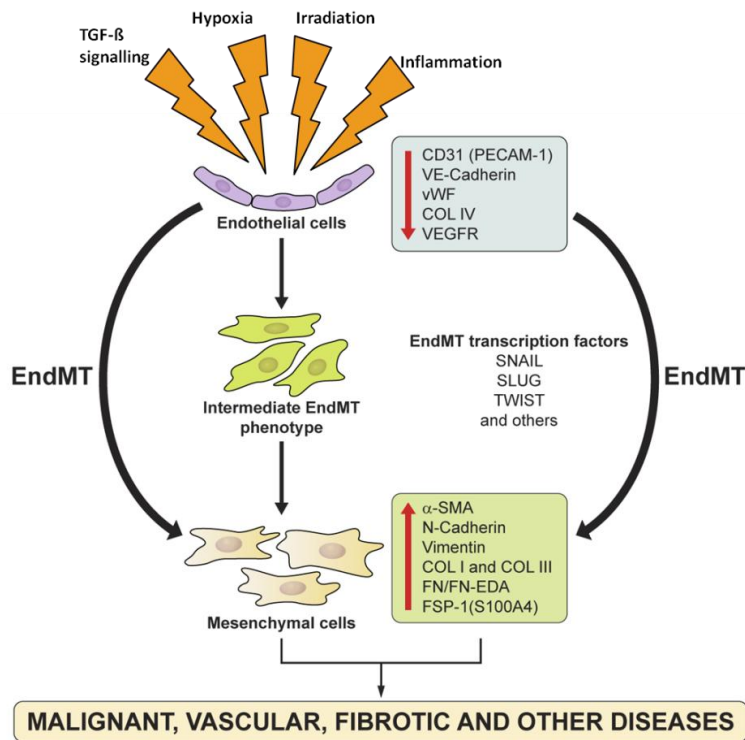 Hypoxia
Irradiation
TGF-ß
signalling
Inflammation
CD31 (PECAM-1)
VE-Cadherin
vWF
COL IV
VEGFR
Endothelial cells
EndMT transcription factors
SNAIL
SLUG
TWIST
and others
EndMT
EndMT
Intermediate EndMT
phenotype
α-SMA
N-Cadherin
Vimentin
COL I and COL III
FN/FN-EDA
FSP-1(S100A4)
Mesenchymal cells
MALIGNANT, VASCULAR, FIBROTIC AND OTHER DISEASES